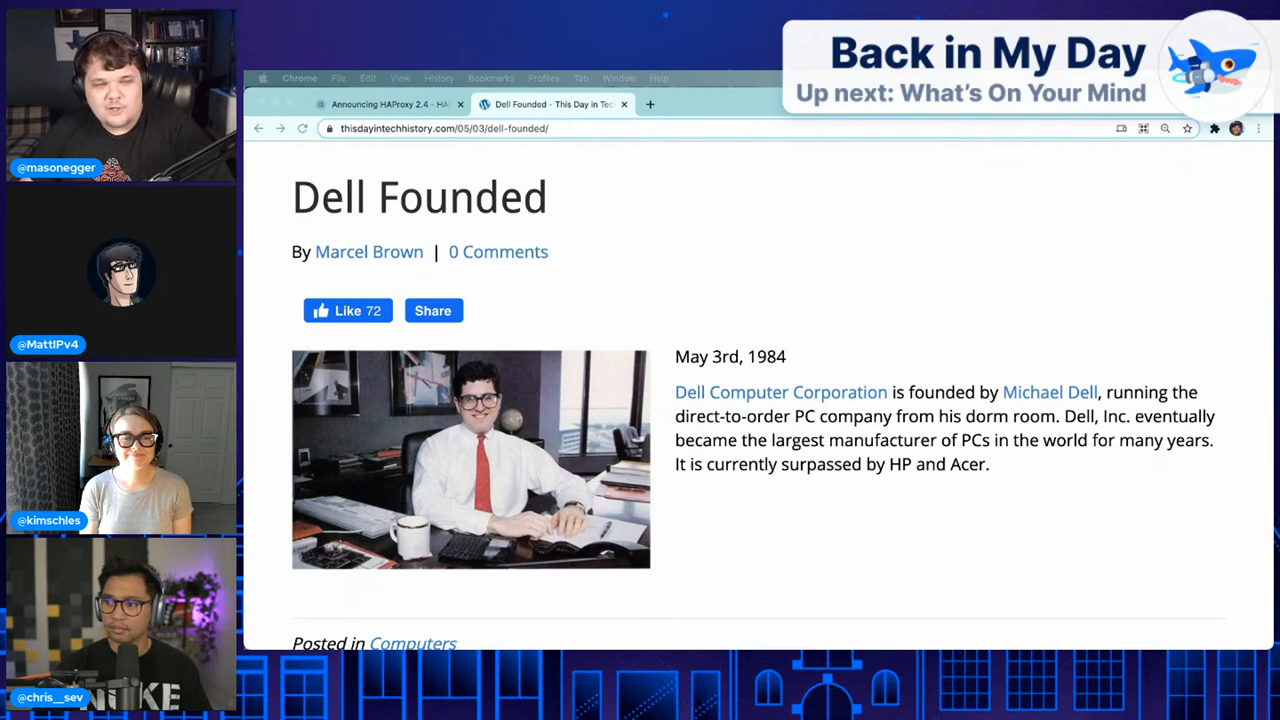 Back in My Day
Up next: What's On Your Mind
Chrome File Edit View History Bookmarks Profiles Tab Window Help
Announcing HAProxy 2.4 - HA
Dell Founded - This Day in Tec
thisdayintechhistory.com/05/03/dell-founded/
Dell Founded
By Marcel Brown | 0 Comments
Like 72
Share
May 3rd, 1984
Dell Computer Corporation is founded by Michael Dell, running the
direct-to-order PC company from his dorm room. Dell, Inc. eventually
became the largest manufacturer of PCs in the world for many years.
It is currently surpassed by HP and Acer.
Posted in Computers
@masonegger
@MattIPv4
@kimschles
@chris__sev